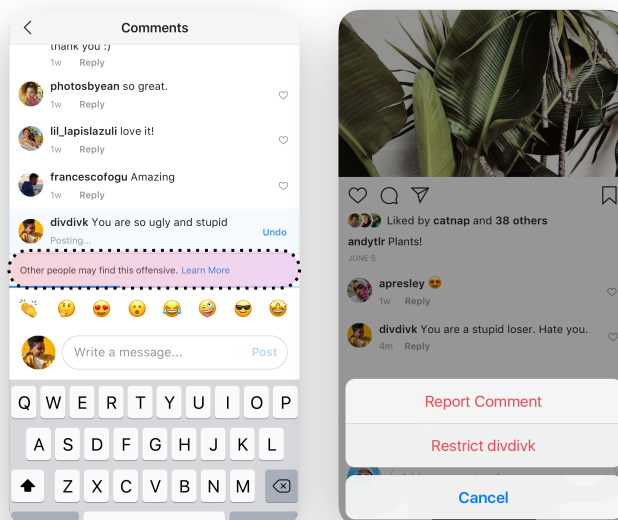 Comments
thank you :)
1w Reply
photosbyean so great.
1w Reply
lil_lapislazuli love it!
1w Reply
francescofogu Amazing
1w Reply
divdivk You are so ugly and stupid
Posting... Undo
Other people may find this offensive. Learn More
Write a message... Post
Q W E R T Y U I O P
A S D F G H J K L
Z X C V B N M
Liked by catnap and 38 others
andytlr Plants!
JUNE 5
apresley 😍
1w Reply
divdivk You are a stupid loser. Hate you.
4m Reply
Report Comment
Restrict divdivk
Cancel